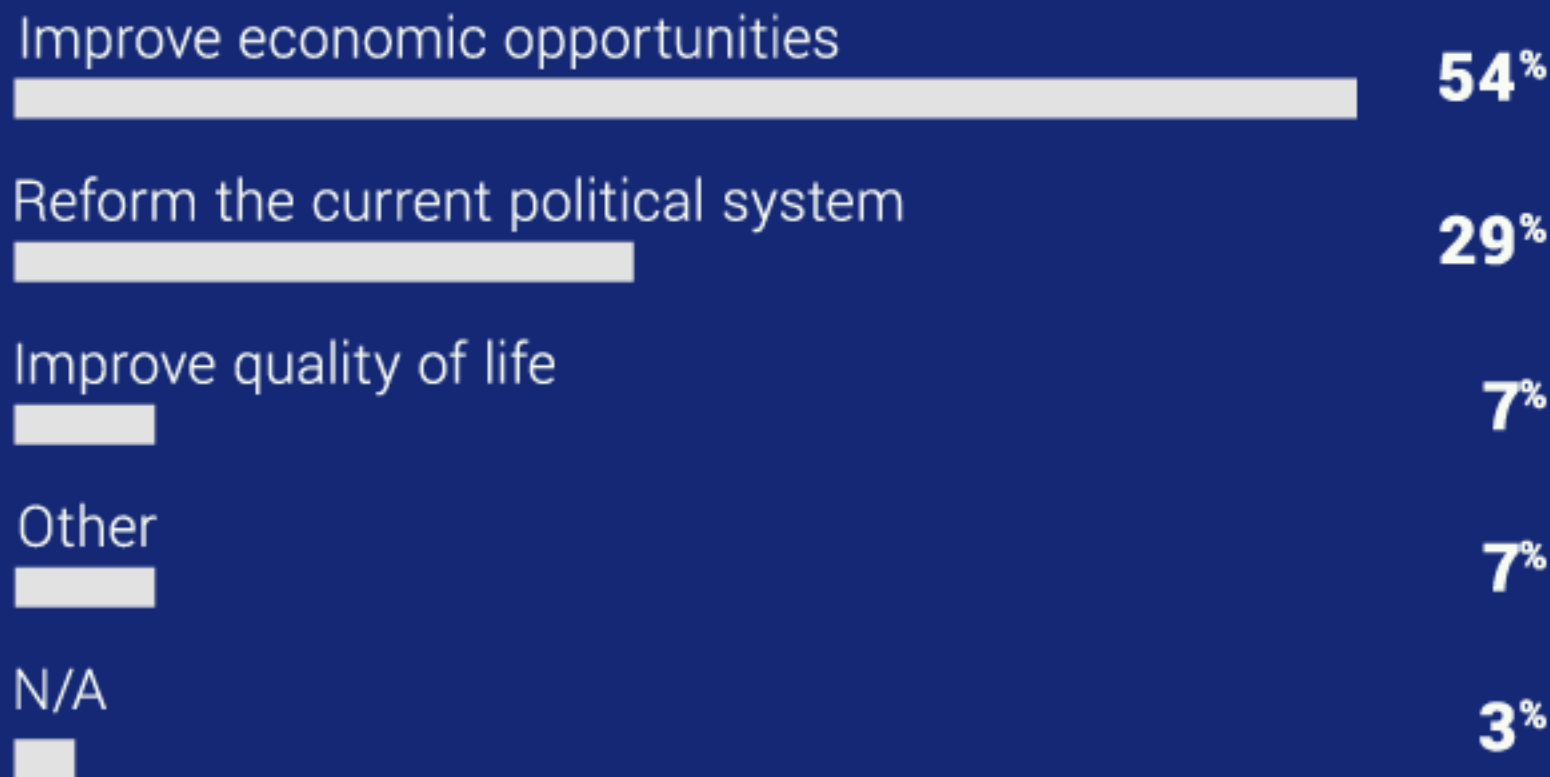 Improve economic opportunities
54%
Reform the current political system
29%
Improve quality of life
7%
Other
7%
N/A
3%